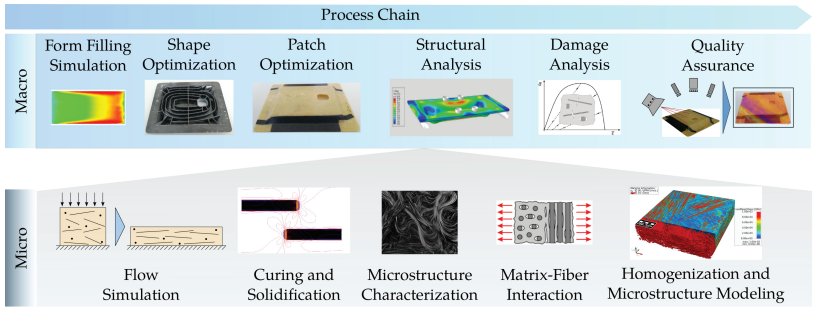 Process Chain
Macro
Form Filling
Simulation
Shape
Optimization
Patch
Optimization
Structural
Analysis
Damage
Analysis
Quality
Assurance
Micro
Flow
Simulation
Curing and
Solidification
Microstructure
Characterization
Matrix-Fiber
Interaction
Homogenization and
Microstructure Modeling